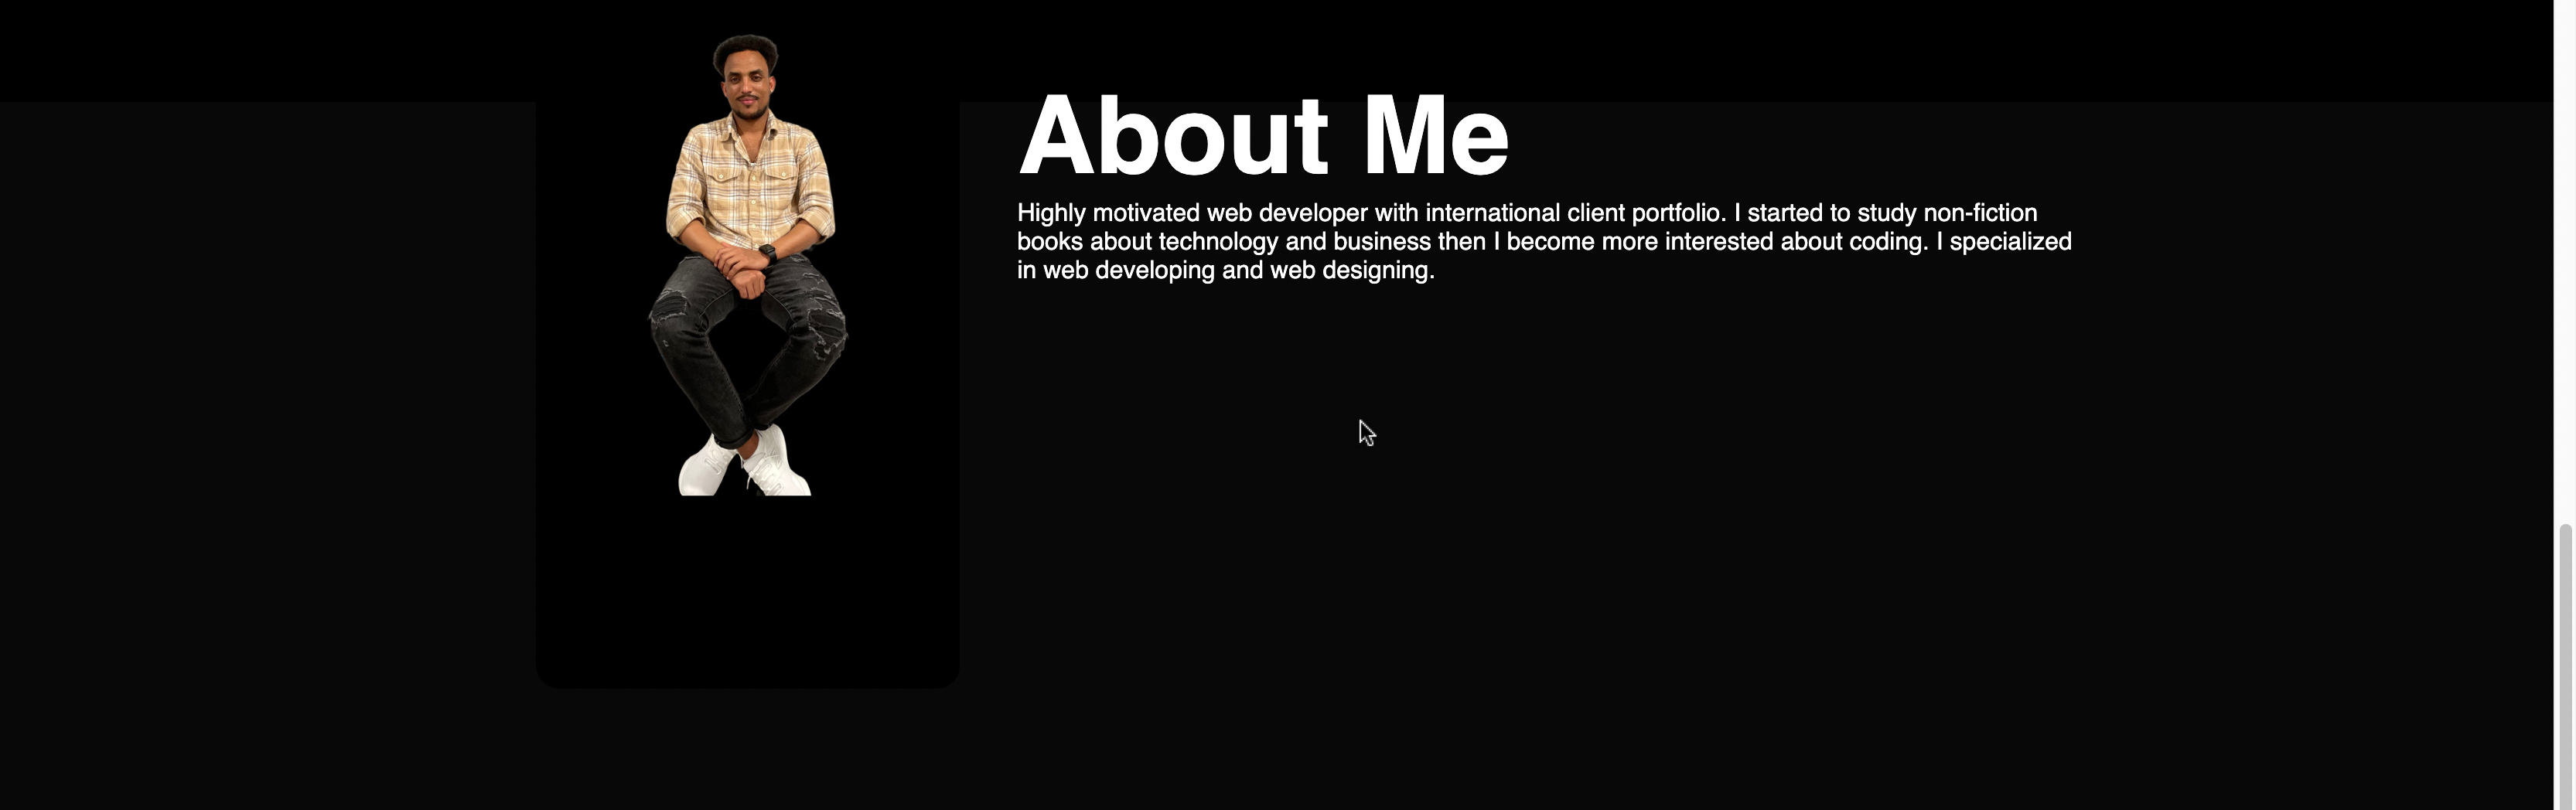 About Me
Highly motivated web developer with international client portfolio. I started to study non-fiction
books about technology and business then I become more interested about coding. I specialized
in web developing and web designing.